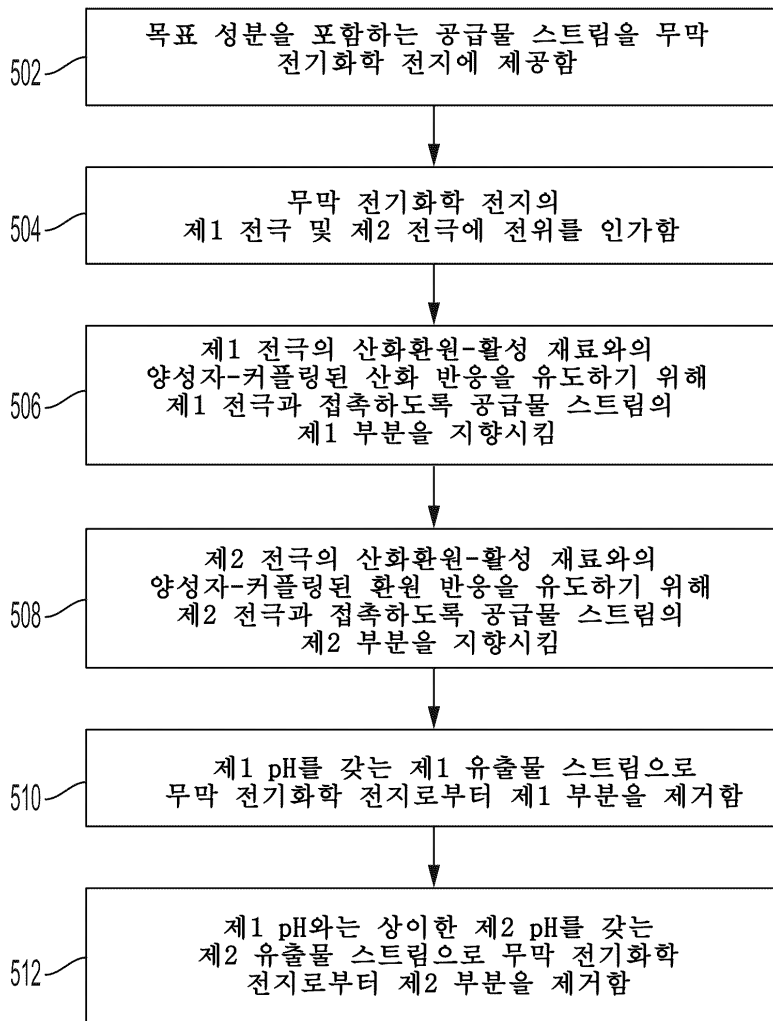 목표 성분을 포함하는 공급물 스트림을 무막
전기화학 전지에 제공함
502
무막 전기화학 전지의
제1 전극 및 제2 전극에 전위를 인가함
504
제1 전극의 산화환원-활성 재료와의
양성자-커플링된 산화 반응을 유도하기 위해
제1 전극과 접촉하도록 공급물 스트림의
제1 부분을 지향시킴
506
제2 전극의 산화환원-활성 재료와의
양성자-커플링된 환원 반응을 유도하기 위해
제2 전극과 접촉하도록 공급물 스트림의
제2 부분을 지향시킴
508
제1 pH를 갖는 제1 유출물 스트림으로
무막 전기화학 전지로부터 제1 부분을 제거함
510
제1 pH와는 상이한 제2 pH를 갖는
제2 유출물 스트림으로 무막 전기화학
전지로부터 제2 부분을 제거함
512